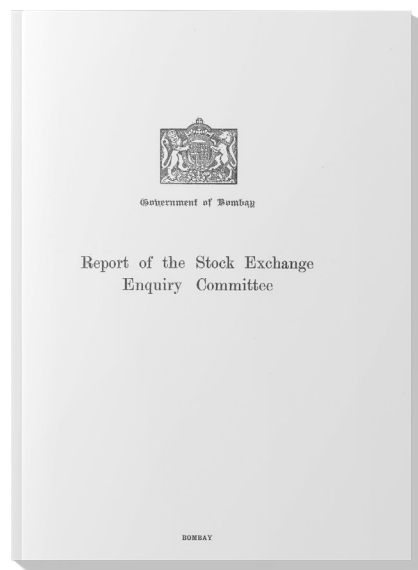 Government of Bombay
Report of the Stock Exchange
Enquiry Committee
BOMBAY